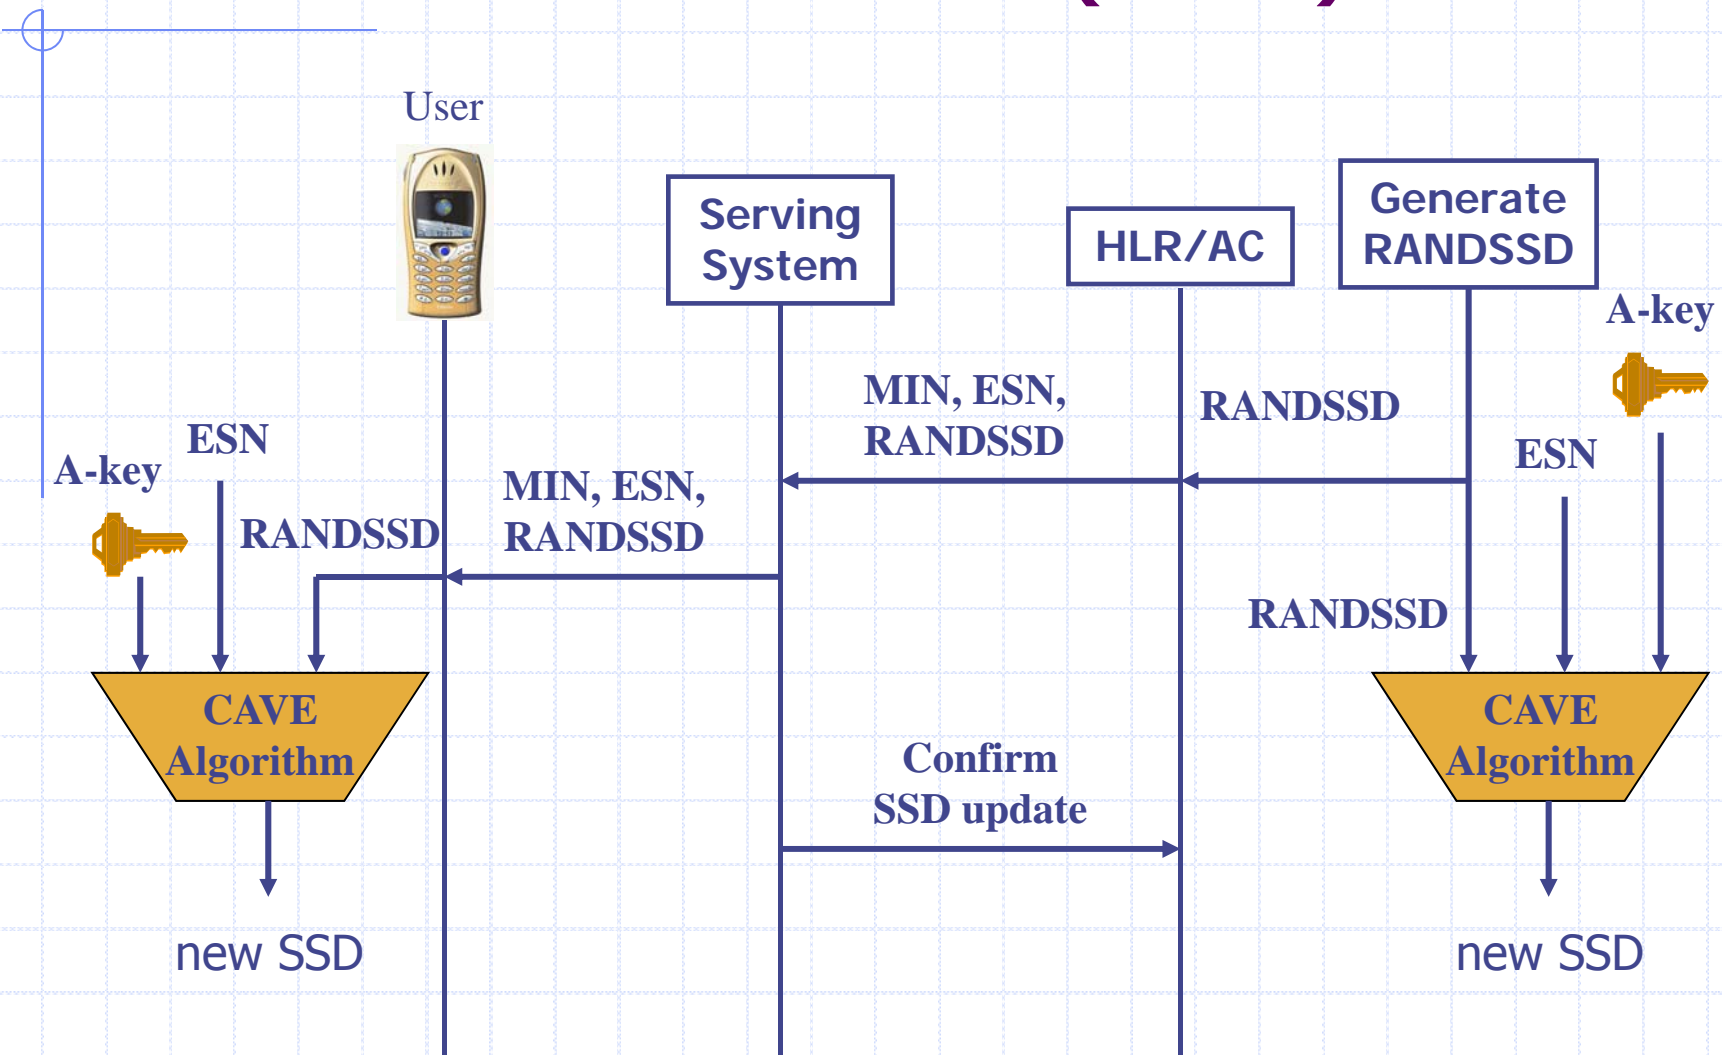 User
Serving
System
HLR/AC
Generate
RANDSSD
A-key
MIN, ESN,
RANDSSD
RANDSSD
ESN
A-key
ESN
RANDSSD
MIN, ESN,
RANDSSD
RANDSSD
CAVE
Algorithm
Confirm
SSD update
CAVE
Algorithm
new SSD
new SSD